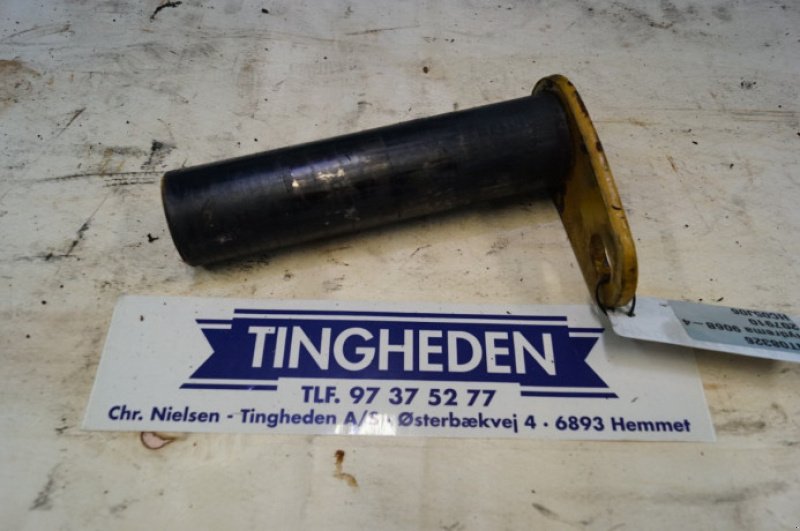 TINGHEDEN
TLF. 97 37 52 77
Chr. Nielsen - Tingheden A/S · Østerbækvej 4 · 6893 Hemmet